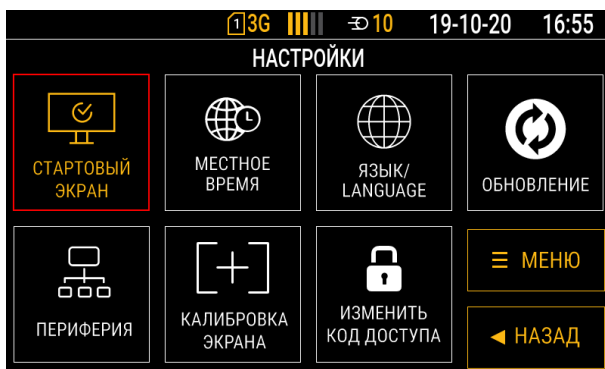 1 3G 10 19-10-20 16:55
НАСТРОЙКИ
СТАРТОВЫЙ
ЭКРАН
МЕСТНОЕ
ВРЕМЯ
ЯЗЫК/
LANGUAGE
ОБНОВЛЕНИЕ
ПЕРИФЕРИЯ
КАЛИБРОВКА
ЭКРАНА
ИЗМЕНИТЬ
КОД ДОСТУПА
МЕНЮ
НАЗАД